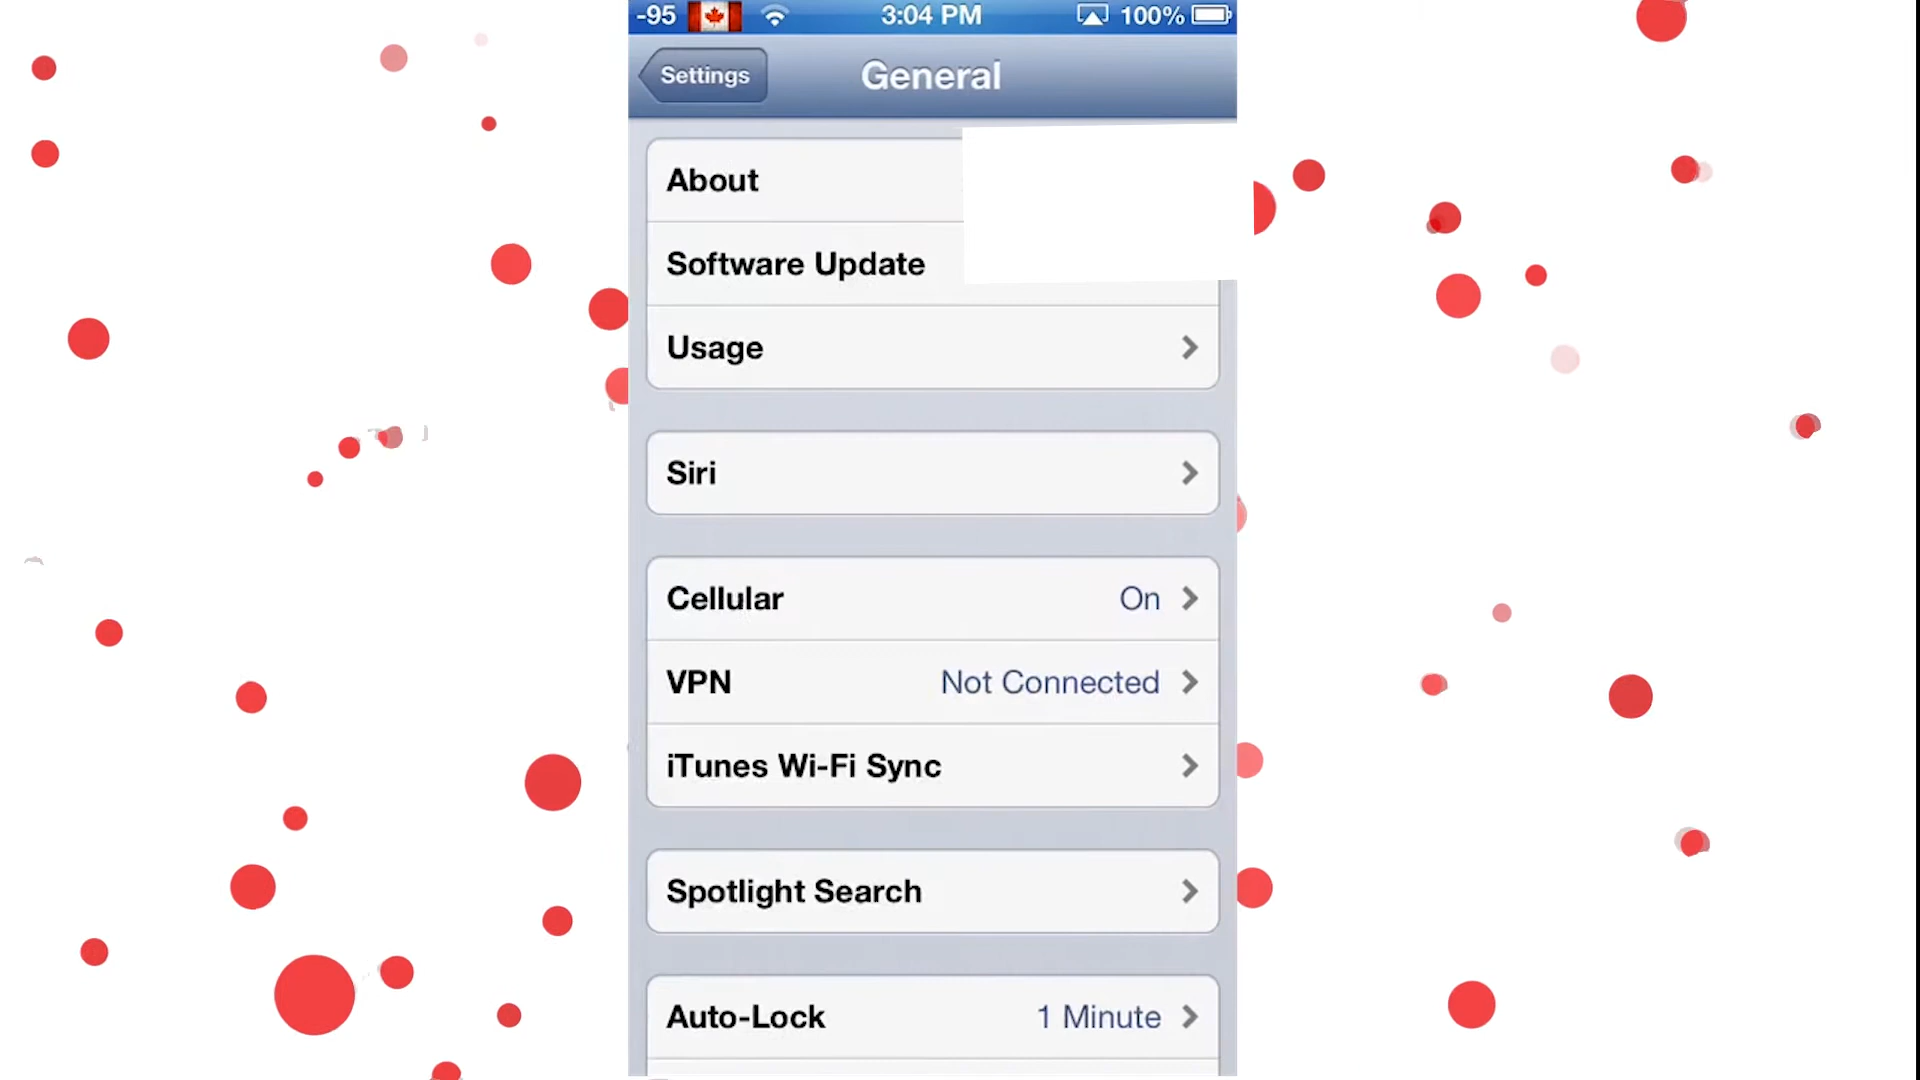 -95 3:04 PM 100%
Settings General
About
Software Update
Usage
Siri
Cellular On
VPN Not Connected
iTunes Wi-Fi Sync
Spotlight Search
Auto-Lock 1 Minute